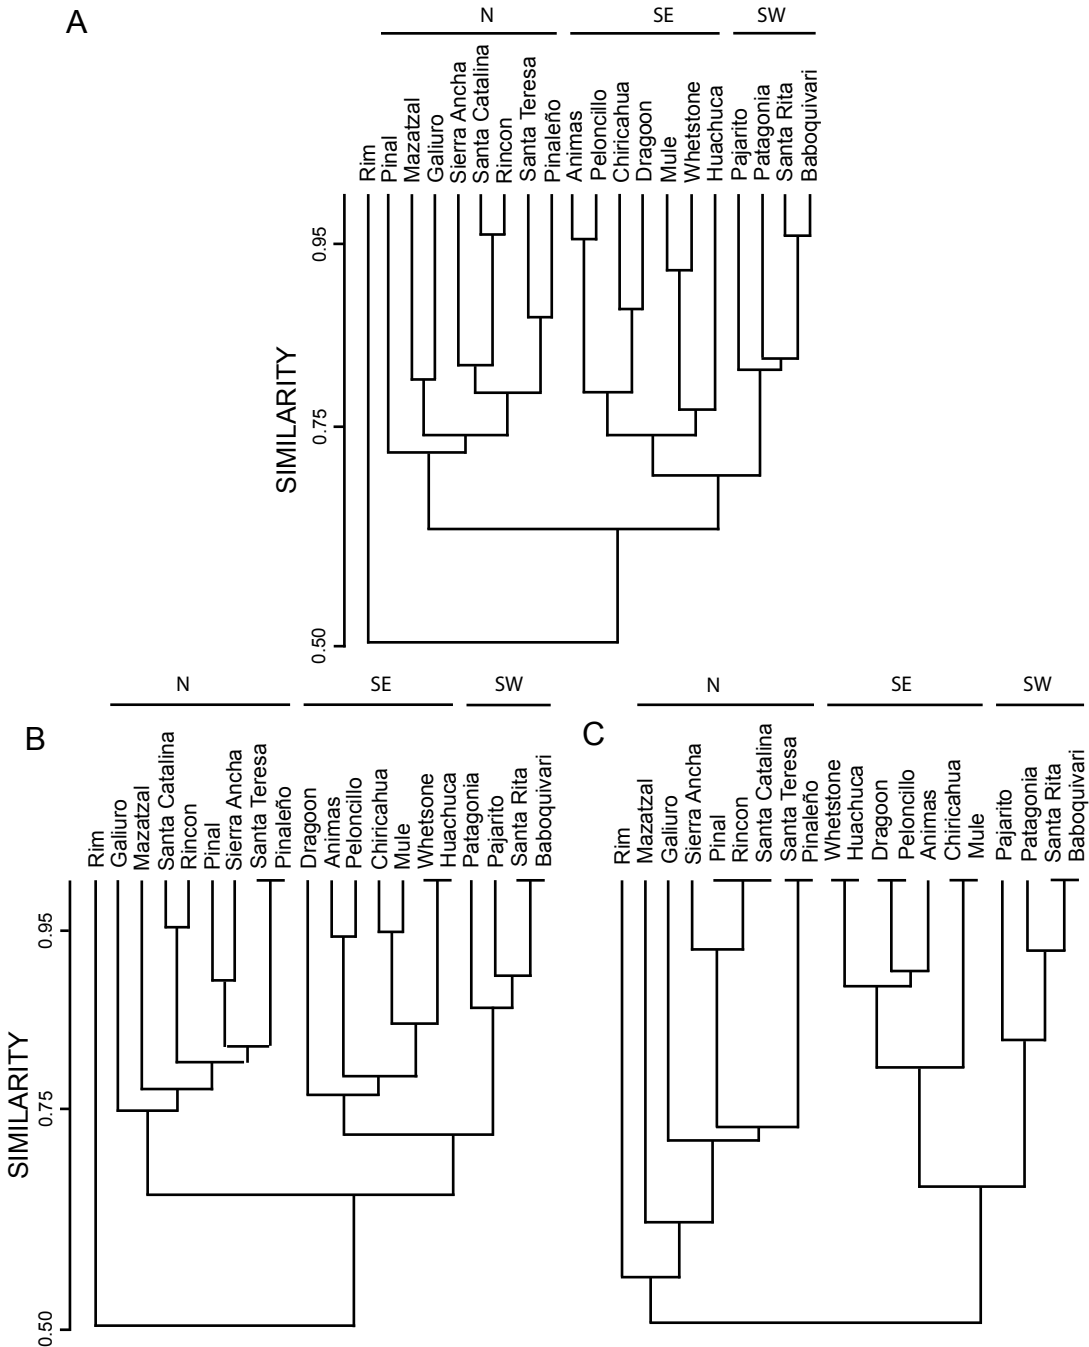 A
N SE SW
Rim Pinal Mazatzal Galiuro Sierra Ancha Santa Catalina Rincon Santa Teresa Pinaleño Animas Peloncillo Chiricahua Dragoon Mule Whetstone Huachuca Pajarito Patagonia Santa Rita Baboquivari
SIMILARITY
0.95
0.75
0.50
N SE SW
B
Rim Galiuro Mazatzal Santa Catalina Rincon Pinal Sierra Ancha Santa Teresa Pinaleño Dragoon Animas Peloncillo Chiricahua Mule Whetsone Huachuca Patagonia Pajarito Santa Rita Baboquivari
SIMILARITY
0.95
0.75
0.50
N SE SW
C
Rim Mazatzal Galiuro Sierra Ancha Pinal Rincon Santa Catalina Santa Teresa Pinaleño Whetstone Huachuca Dragoon Peloncillo Animas Chiricahua Mule Pajarito Patagonia Santa Rita Baboquivari